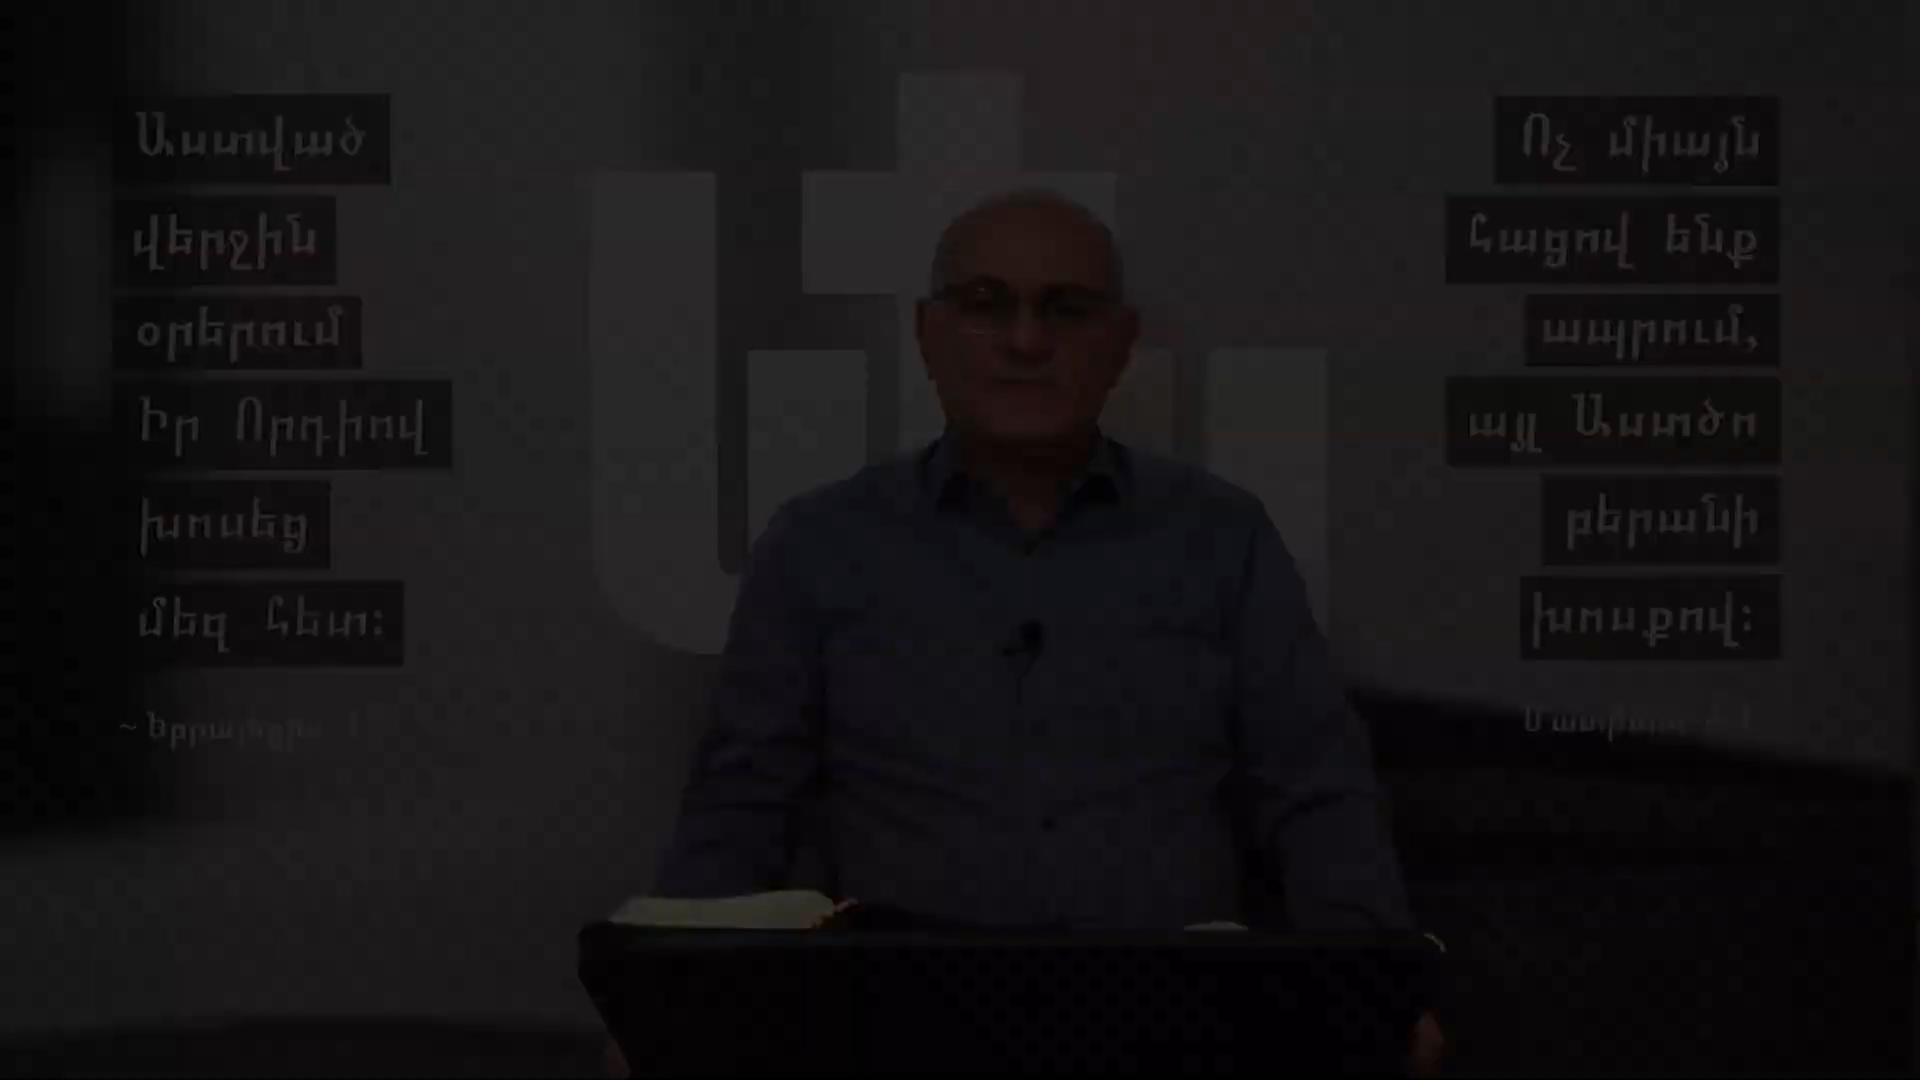 Աստված
վերջին
օրերում
Իր Որդիով
խոսեց
մեզ հետ:
Ոչ միայն
հացով ենք
ապրում,
այլ Աստծո
բերանի
խոսքով: